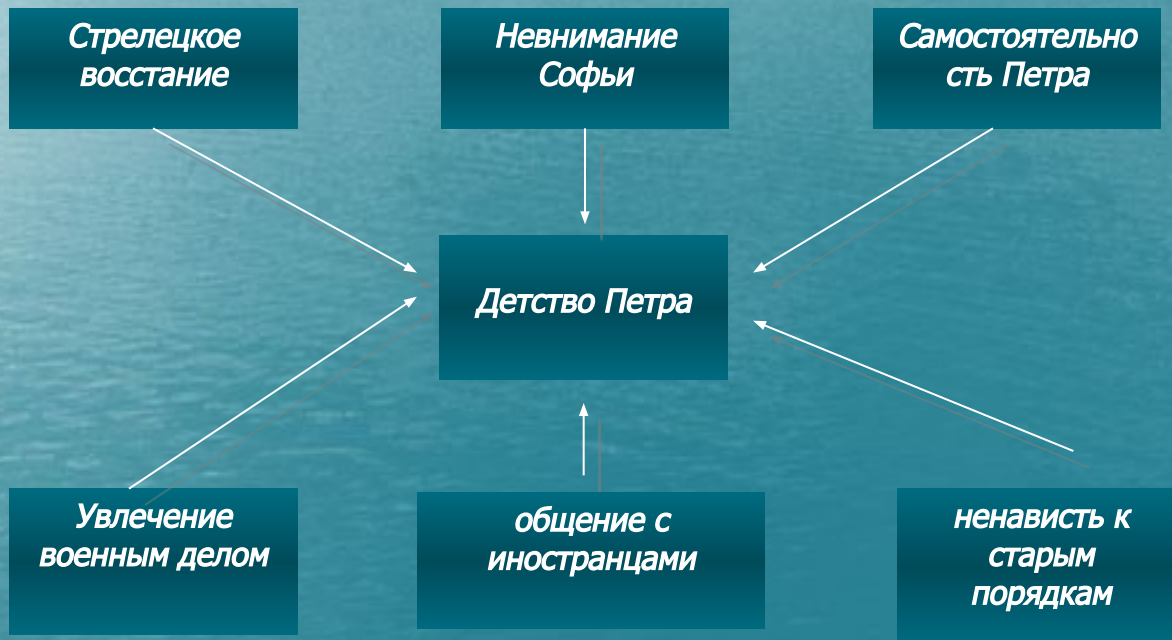 Стрелецкое
восстание
Невнимание
Софьи
Самостоятельно
сть Петра
Детство Петра
Увлечение
военным делом
общение с
иностранцами
ненависть к
старым
порядкам